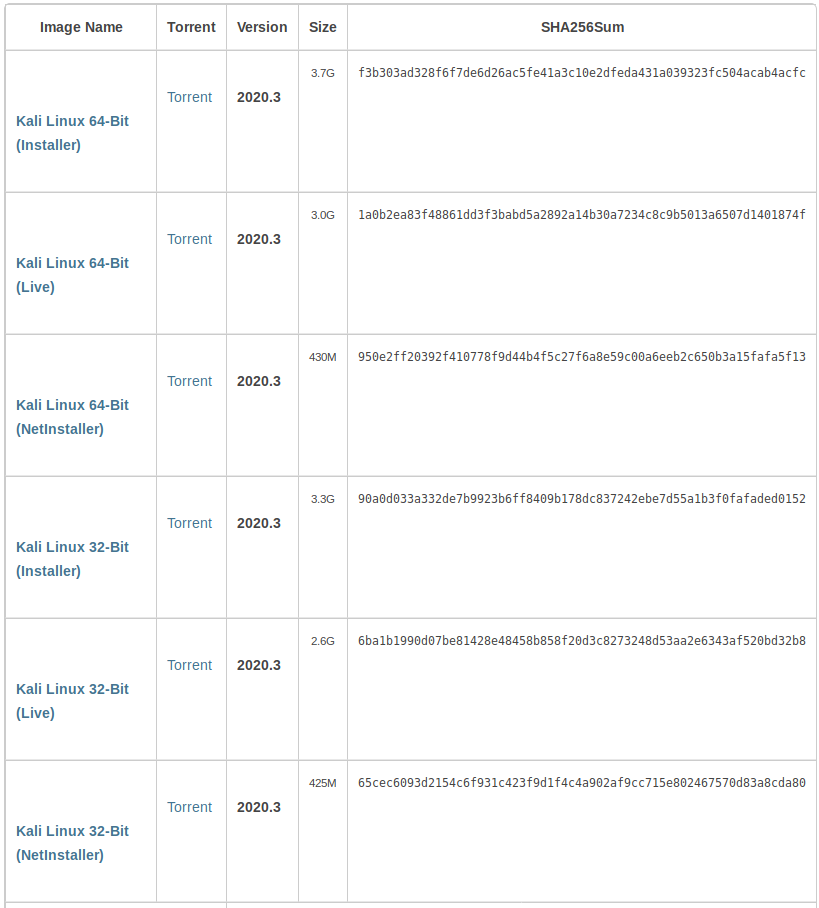 Image Name Torrent Version Size SHA256Sum
3.7G f3b303ad328f6f7de6d26ac5fe41a3c10e2dfeda431a039323fc504acab4acfc
Torrent 2020.3
Kali Linux 64-Bit
(Installer)
3.0G 1a0b2ea83f48861dd3f3babd5a2892a14b30a7234c8c9b5013a6507d1401874f
Torrent 2020.3
Kali Linux 64-Bit
(Live)
430M 950e2ff20392f410778f9d44b4f5c27f6a8e59c00a6eeb2c650b3a15fafa5f13
Torrent 2020.3
Kali Linux 64-Bit
(NetInstaller)
3.3G 90a0d033a332de7b9923b6ff8409b178dc837242ebe7d55a1b3f0fafaded0152
Torrent 2020.3
Kali Linux 32-Bit
(Installer)
2.6G 6ba1b1990d07be81428e48458b858f20d3c8273248d53aa2e6343af520bd32b8
Torrent 2020.3
Kali Linux 32-Bit
(Live)
425M 65cec6093d2154c6f931c423f9d1f4c4a902af9cc715e802467570d83a8cda80
Torrent 2020.3
Kali Linux 32-Bit
(NetInstaller)